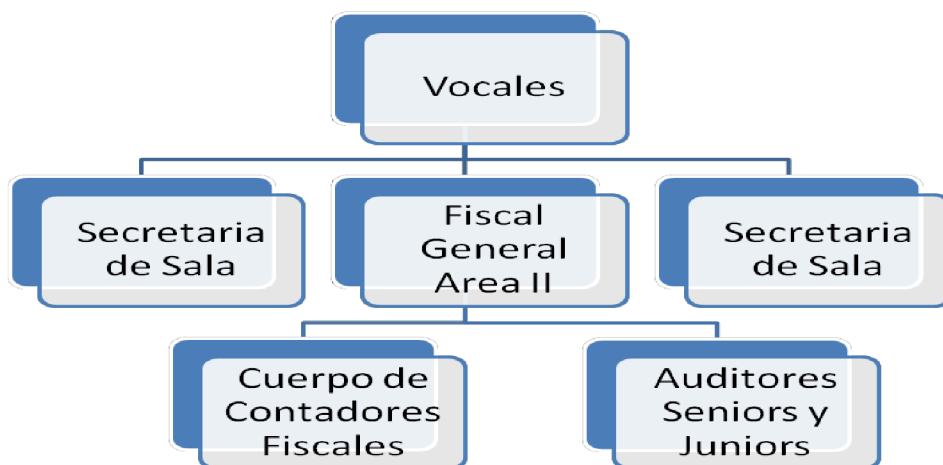 Vocales
Secretaria
de Sala
Fiscal
General
Area II
Secretaria
de Sala
Cuerpo de
Contadores
Fiscales
Auditores
Seniors y
Juniors